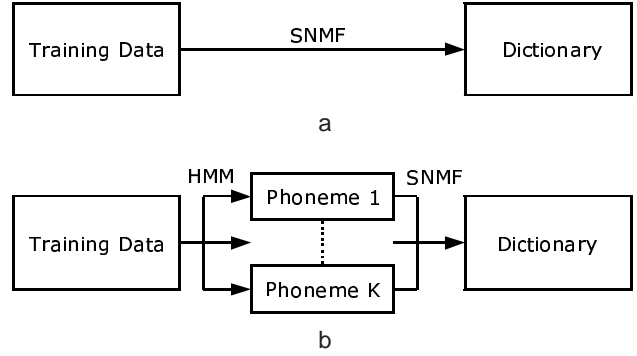 SNMF
Training Data
Dictionary
a
HMM
SNMF
Phoneme 1
Training Data
Dictionary
Phoneme K
b